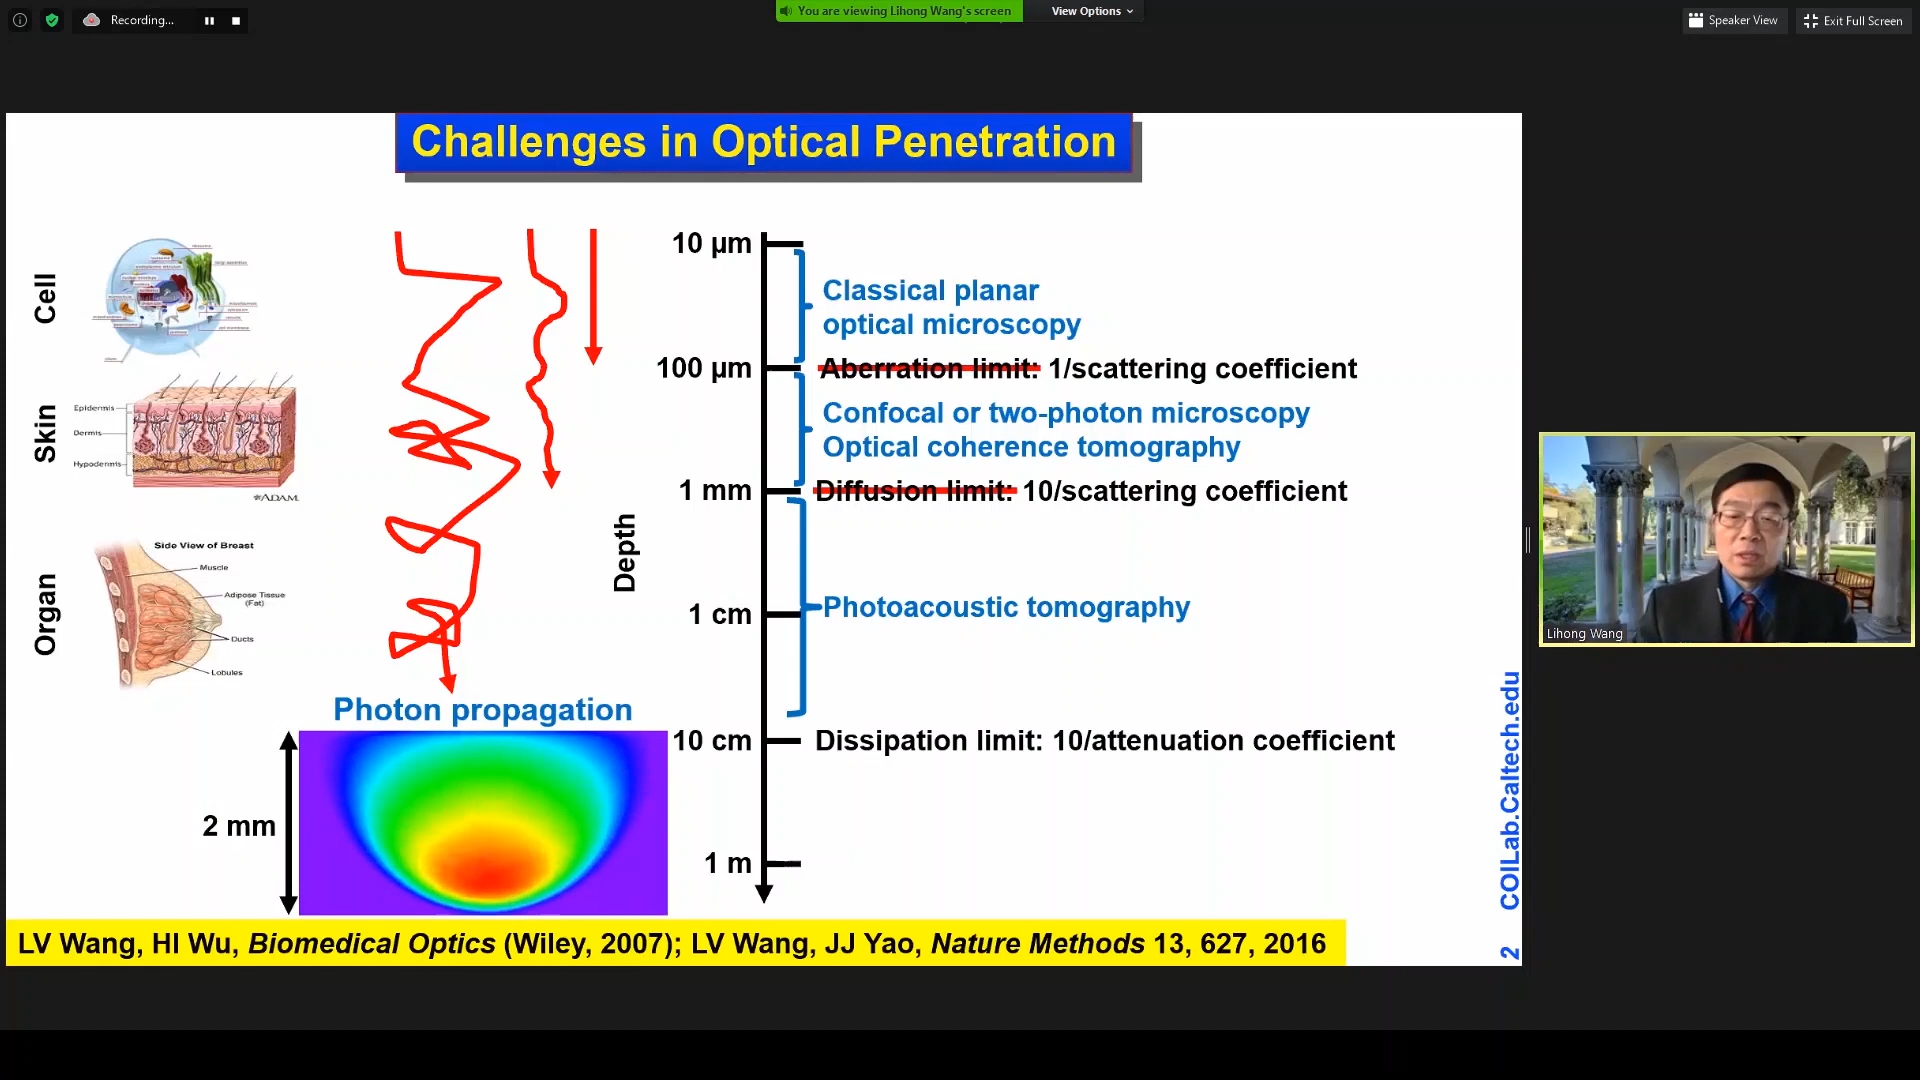 Recording...
You are viewing Lihong Wang's screen
View Options
Speaker View
Exit Full Screen
Challenges in Optical Penetration
Cell
Skin
Epidermis
Dermis
Hypodermis
ADAM.
Organ
Side View of Breast
Muscle
Adipose Tissue
(Fat)
Ducts
Lobules
Depth
10 µm
Classical planar
optical microscopy
100 µm
Aberration limit: 1/scattering coefficient
Confocal or two-photon microscopy
Optical coherence tomography
1 mm
Diffusion limit: 10/scattering coefficient
1 cm
Photoacoustic tomography
10 cm
Dissipation limit: 10/attenuation coefficient
1 m
Photon propagation
2 mm
LV Wang, HI Wu, Biomedical Optics (Wiley, 2007); LV Wang, JJ Yao, Nature Methods 13, 627, 2016
2 COILab.Caltech.edu
Lihong Wang